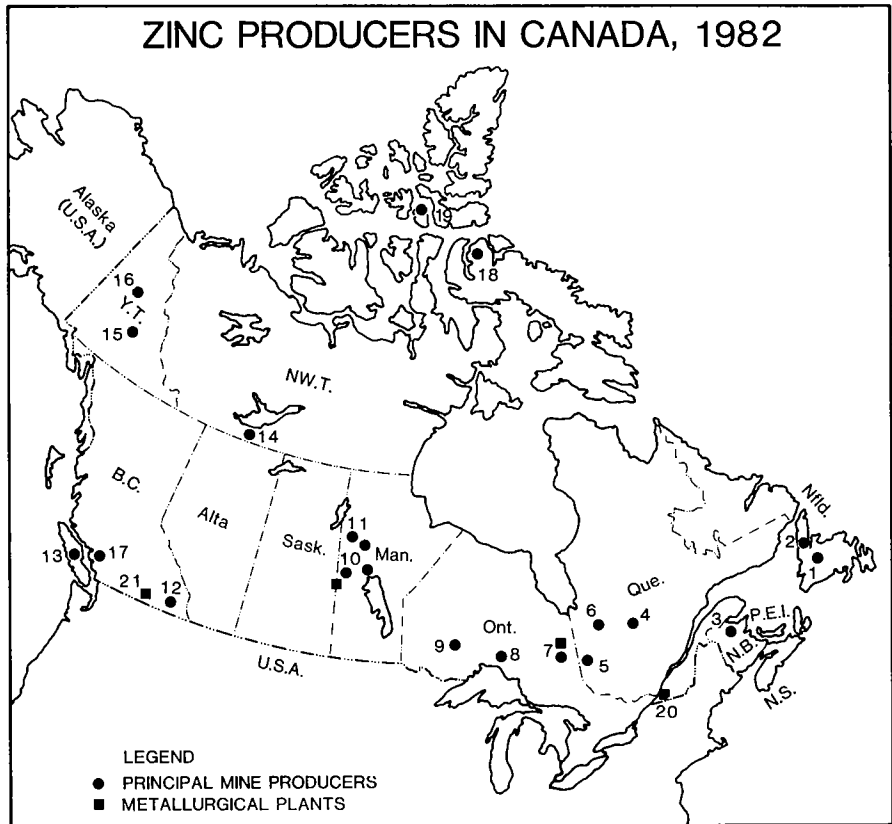 ZINC PRODUCERS IN CANADA, 1982
Alaska
(U.S.A.)
19
18
16
Y.T.
15
N.W.T.
14
B.C.
Alta
Sask.
11
Man.
10
13
17
21
12
U.S.A.
Nfld.
2
1
Que.
6
4
3
P.E.I.
N.B.
N.S.
Ont.
9
8
7
5
20
LEGEND
PRINCIPAL MINE PRODUCERS
METALLURGICAL PLANTS